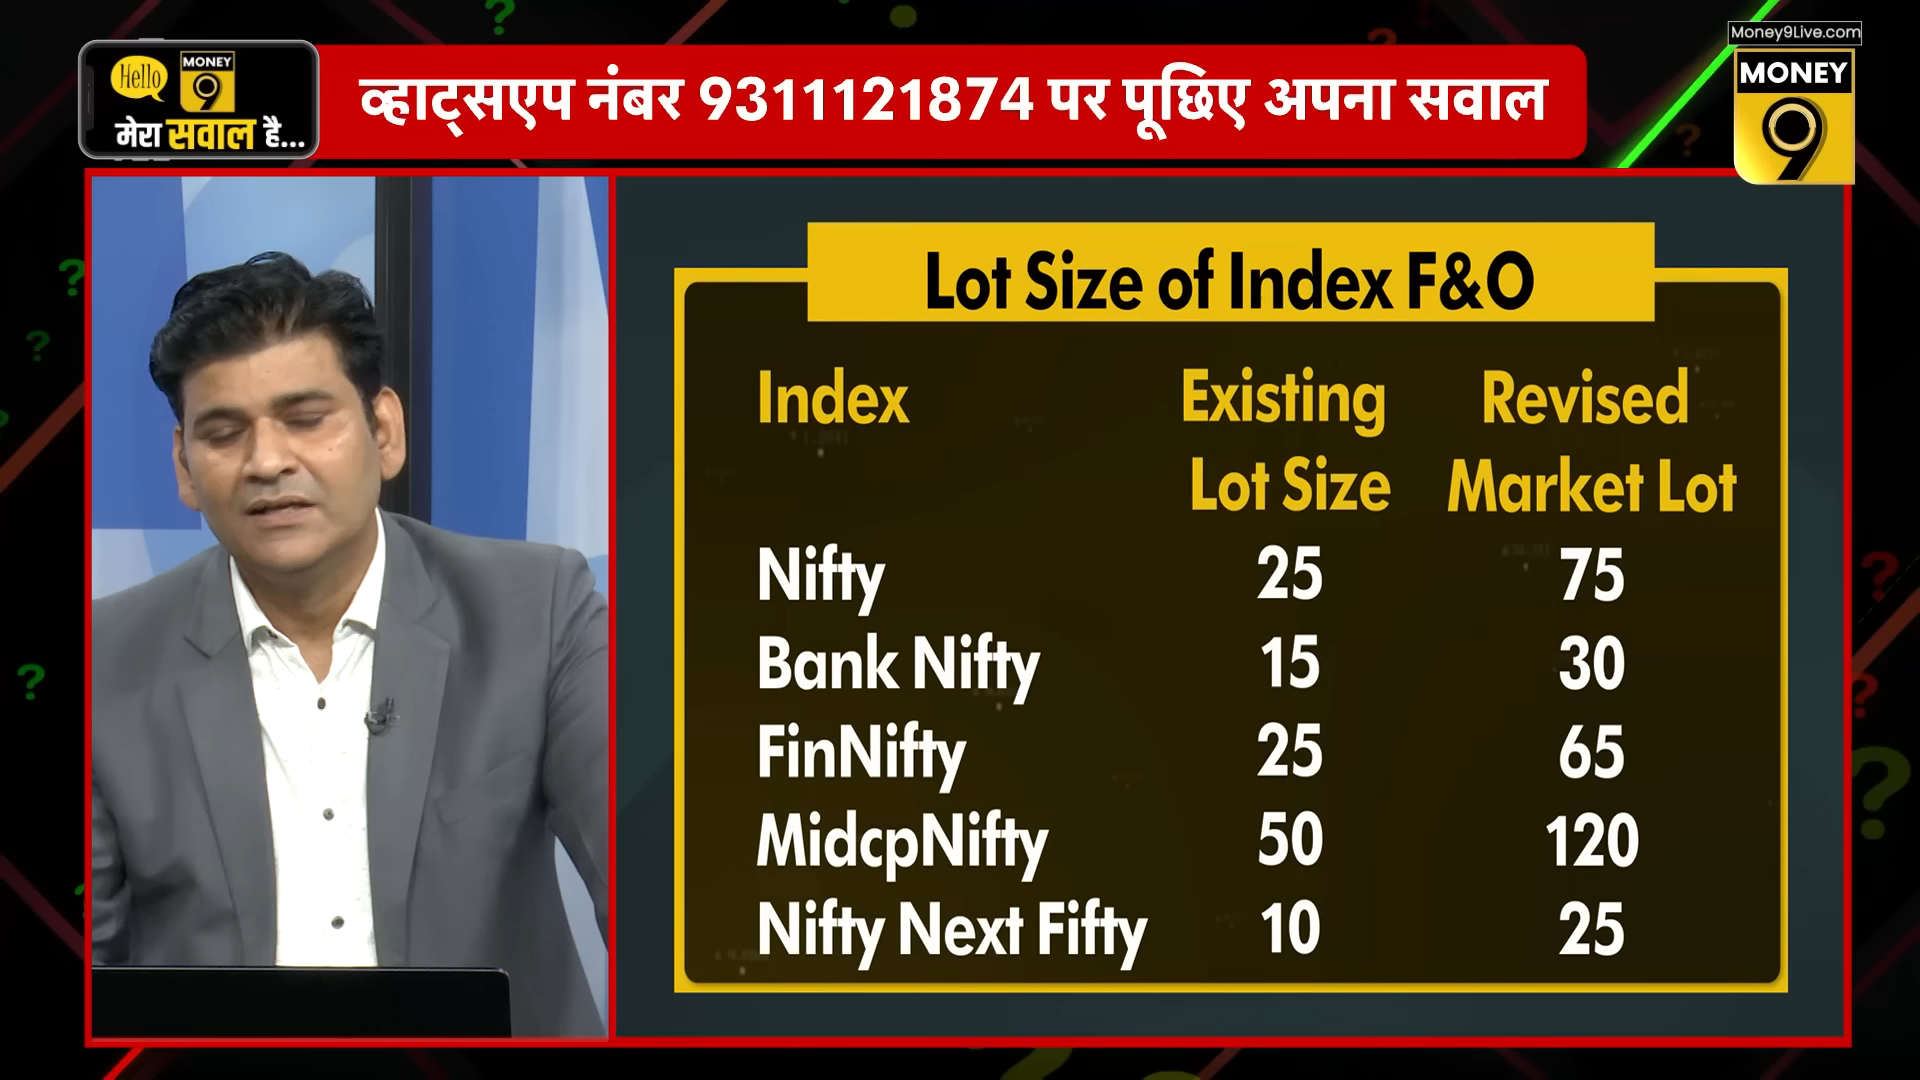 Hello
MONEY
9
मेरा सवाल है...
व्हाट्सएप नंबर 9311121874 पर पूछिए अपना सवाल
Money9Live.com
MONEY
9
Lot Size of Index F&O
Index Existing Lot Size Revised Market Lot
Nifty 25 75
Bank Nifty 15 30
FinNifty 25 65
MidcpNifty 50 120
Nifty Next Fifty 10 25